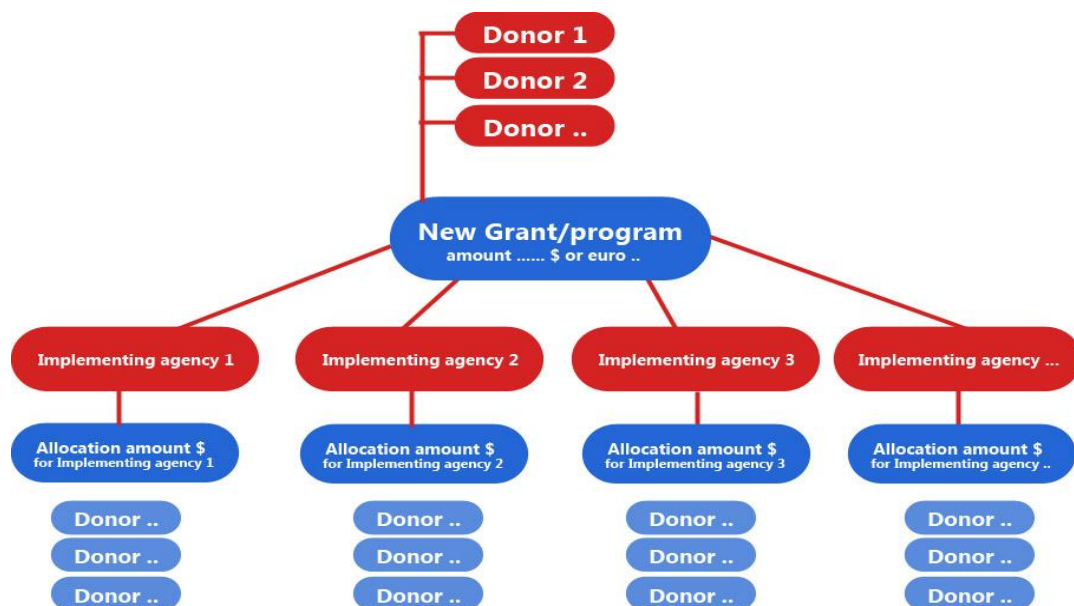 Donor 1
Donor 2
Donor ..
New Grant/program
amount ...... $ or euro ..
Implementing agency 1
Implementing agency 2
Implementing agency 3
Implementing agency ...
Allocation amount $
for Implementing agency 1
Allocation amount $
for Implementing agency 2
Allocation amount $
for Implementing agency 3
Allocation amount $
for Implementing agency ..
Donor ..
Donor ..
Donor ..
Donor ..
Donor ..
Donor ..
Donor ..
Donor ..
Donor ..
Donor ..
Donor ..
Donor ..